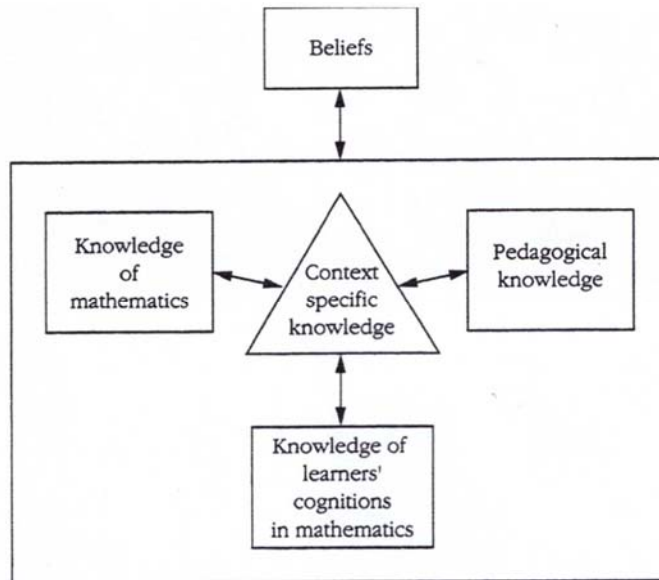 Beliefs
Knowledge
of
mathematics
Context
specific
knowledge
Pedagogical
knowledge
Knowledge of
learners'
cognitions
in mathematics